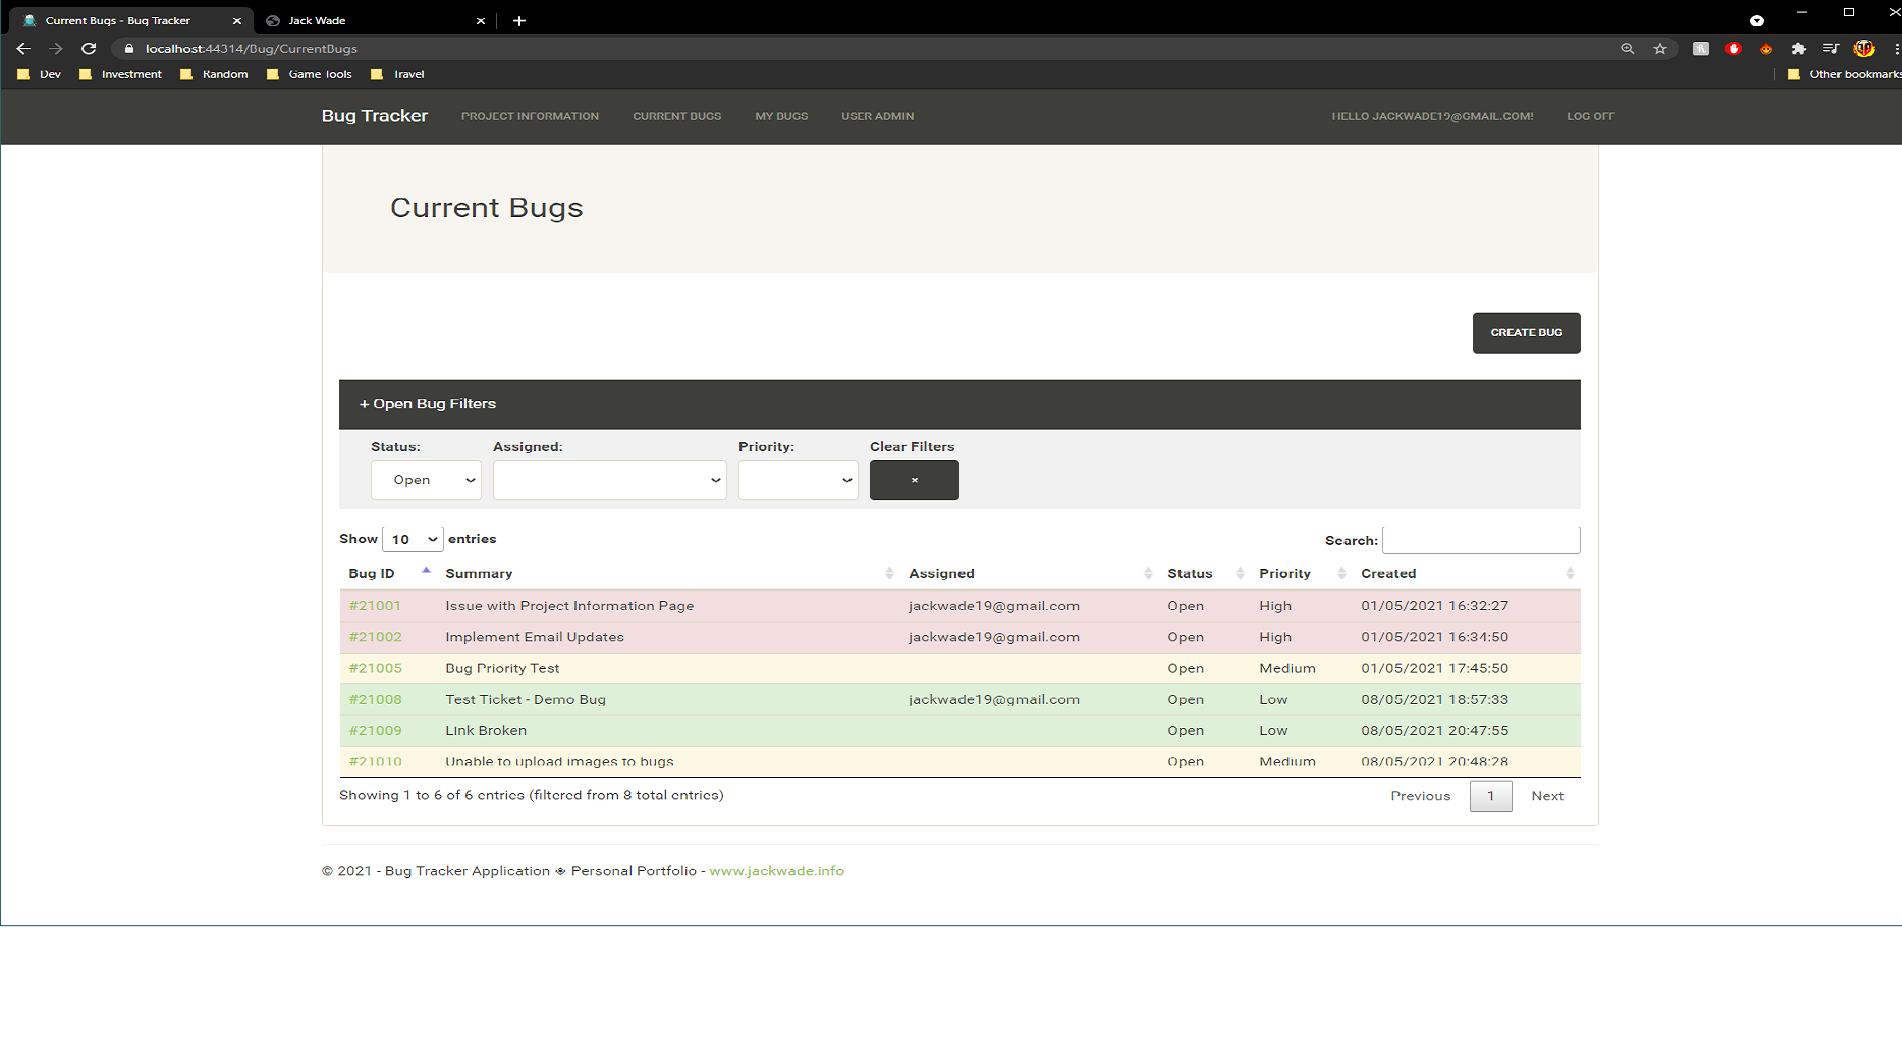 Current Bugs - Bug Tracker Jack Wade
localhost:44314/Bug/CurrentBugs
Dev Investment Random Game Tools Travel Other bookmarks
Bug Tracker PROJECT INFORMATION CURRENT BUGS MY BUGS USER ADMIN HELLO JACKWADE19@GMAIL.COM! LOG OFF
Current Bugs
CREATE BUG
+ Open Bug Filters
Status: Assigned: Priority: Clear Filters
Open ×
Show 10 entries Search:
Bug ID Summary Assigned Status Priority Created
#21001 Issue with Project Information Page jackwade19@gmail.com Open High 01/05/2021 16:32:27
#21002 Implement Email Updates jackwade19@gmail.com Open High 01/05/2021 16:34:50
#21005 Bug Priority Test Open Medium 01/05/2021 17:45:50
#21008 Test Ticket - Demo Bug jackwade19@gmail.com Open Low 08/05/2021 18:57:33
#21009 Link Broken Open Low 08/05/2021 20:47:55
#21010 Unable to upload images to bugs Open Medium 08/05/2021 20:48:28
Showing 1 to 6 of 6 entries (filtered from 8 total entries) Previous 1 Next
© 2021 - Bug Tracker Application ◈ Personal Portfolio - www.jackwade.info